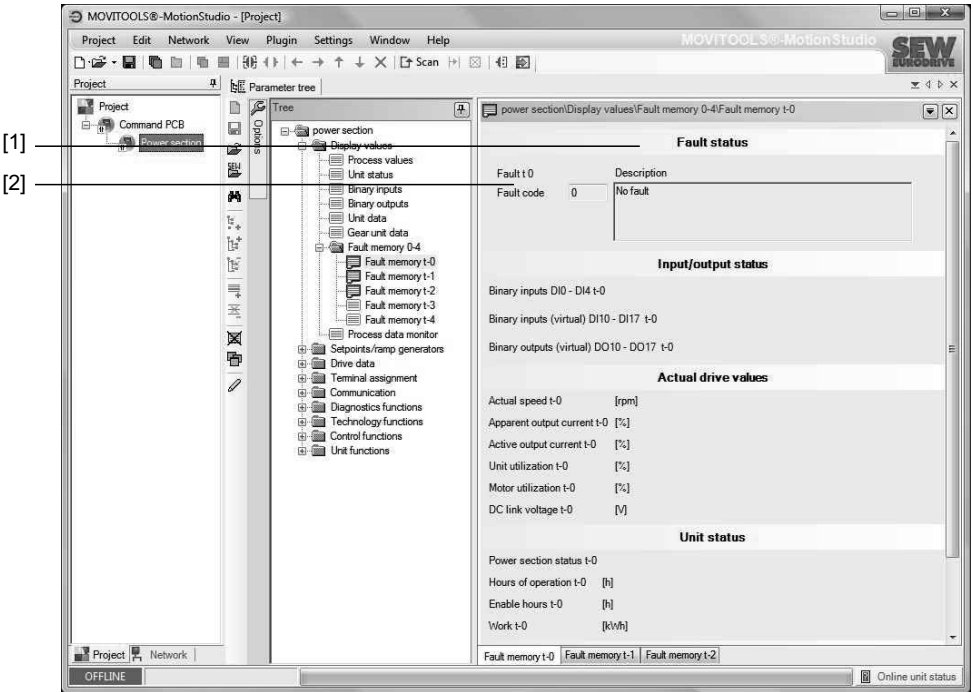 MOVITOOLS®-MotionStudio - [Project]
Project Edit Network View Plugin Settings Window Help
MOVITOOLS®-MotionStudio
SEW
EURODRIVE
Scan
Project
Parameter tree
Project
Command PCB
Power section
Options
Tree
power section
Display values
Process values
Unit status
Binary inputs
Binary outputs
Unit data
Gear unit data
Fault memory 0-4
Fault memory t-0
Fault memory t-1
Fault memory t-2
Fault memory t-3
Fault memory t-4
Process data monitor
Setpoints/ramp generators
Drive data
Terminal assignment
Communication
Diagnostics functions
Technology functions
Control functions
Unit functions
power section\Display values\Fault memory 0-4\Fault memory t-0
[1]
Fault status
Fault t 0 Description
[2]
Fault code 0 No fault
Input/output status
Binary inputs DI0 - DI4 t-0
Binary inputs (virtual) DI10 - DI17 t-0
Binary outputs (virtual) DO10 - DO17 t-0
Actual drive values
Actual speed t-0 [rpm]
Apparent output current t-0 [%]
Active output current t-0 [%]
Unit utilization t-0 [%]
Motor utilization t-0 [%]
DC link voltage t-0 [V]
Unit status
Power section status t-0
Hours of operation t-0 [h]
Enable hours t-0 [h]
Work t-0 [kWh]
Project Network
Fault memory t-0 Fault memory t-1 Fault memory t-2
OFFLINE
Online unit status